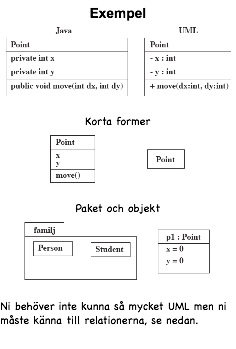 Exempel
Java UML
Point Point
private int x - x : int
private int y - y : int
public void move(int dx, int dy) + move(dx:int, dy:int)
Korta former
Point
x
y
move()
Point
Paket och objekt
familj
Person Student
p1 : Point
x = 0
y = 0
Ni behöver inte kunna så mycket UML men ni
måste känna till relationerna, se nedan.